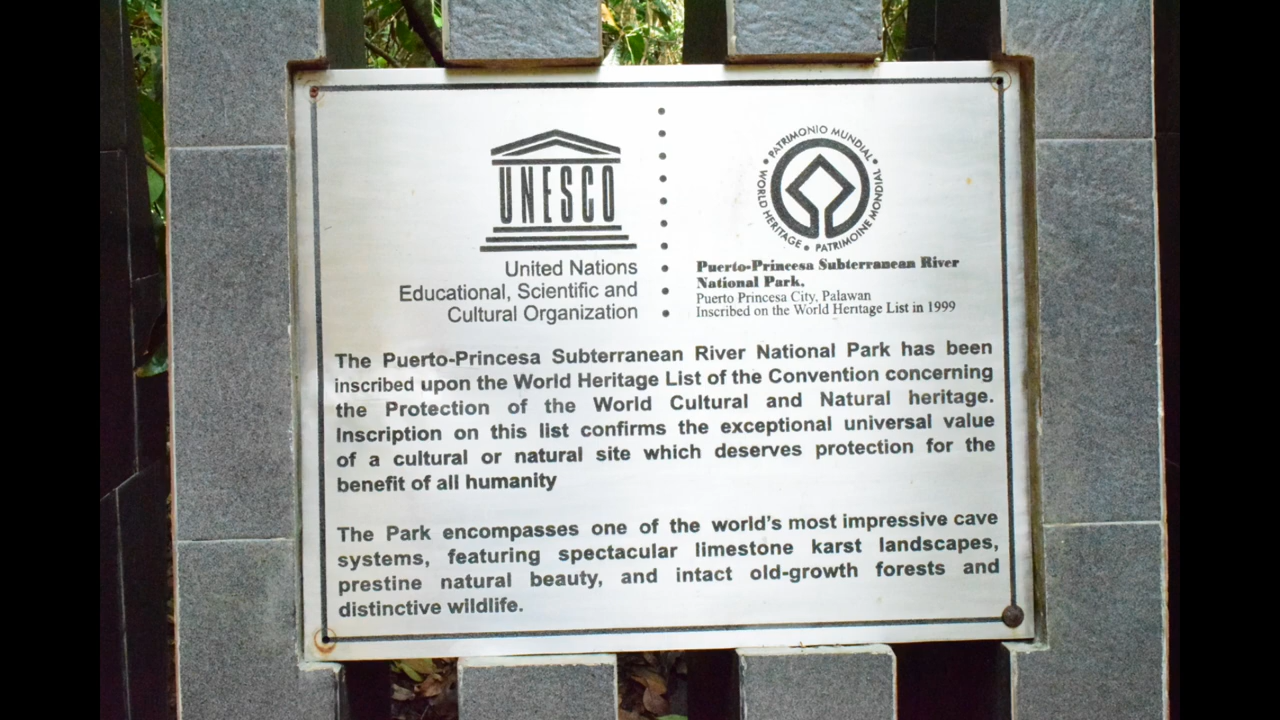 UNESCO
United Nations
Educational, Scientific and
Cultural Organization
PATRIMONIO MUNDIAL • WORLD HERITAGE • PATRIMOINE MONDIAL •
Puerto-Princesa Subterranean River
National Park.
Puerto Princesa City, Palawan
Inscribed on the World Heritage List in 1999
The Puerto-Princesa Subterranean River National Park has been
inscribed upon the World Heritage List of the Convention concerning
the Protection of the World Cultural and Natural heritage.
Inscription on this list confirms the exceptional universal value
of a cultural or natural site which deserves protection for the
benefit of all humanity
The Park encompasses one of the world's most impressive cave
systems, featuring spectacular limestone karst landscapes,
prestine natural beauty, and intact old-growth forests and
distinctive wildlife.